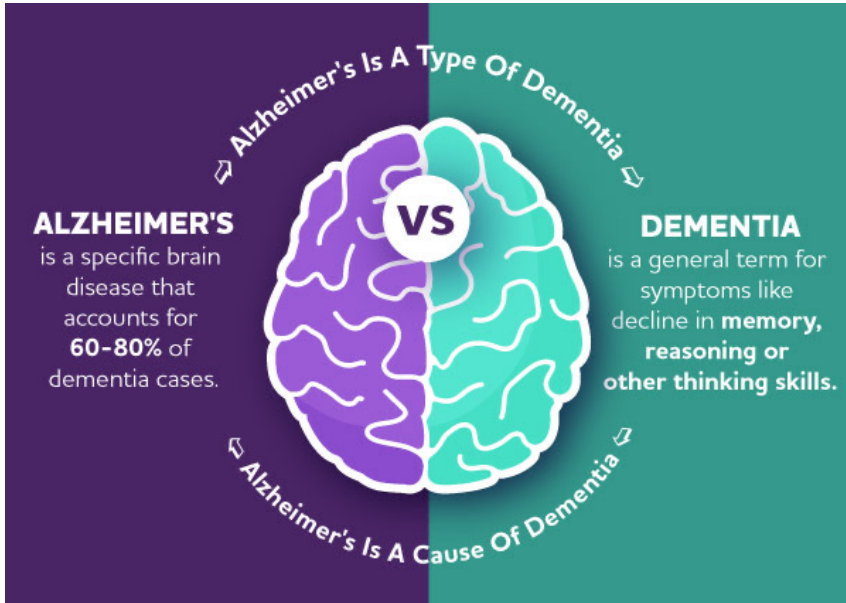 Alzheimer's Is A Type Of Dementia
VS
ALZHEIMER'S
is a specific brain
disease that
accounts for
60-80% of
dementia cases.
DEMENTIA
is a general term for
symptoms like
decline in memory,
reasoning or
other thinking skills.
Alzheimer's Is A Cause Of Dementia